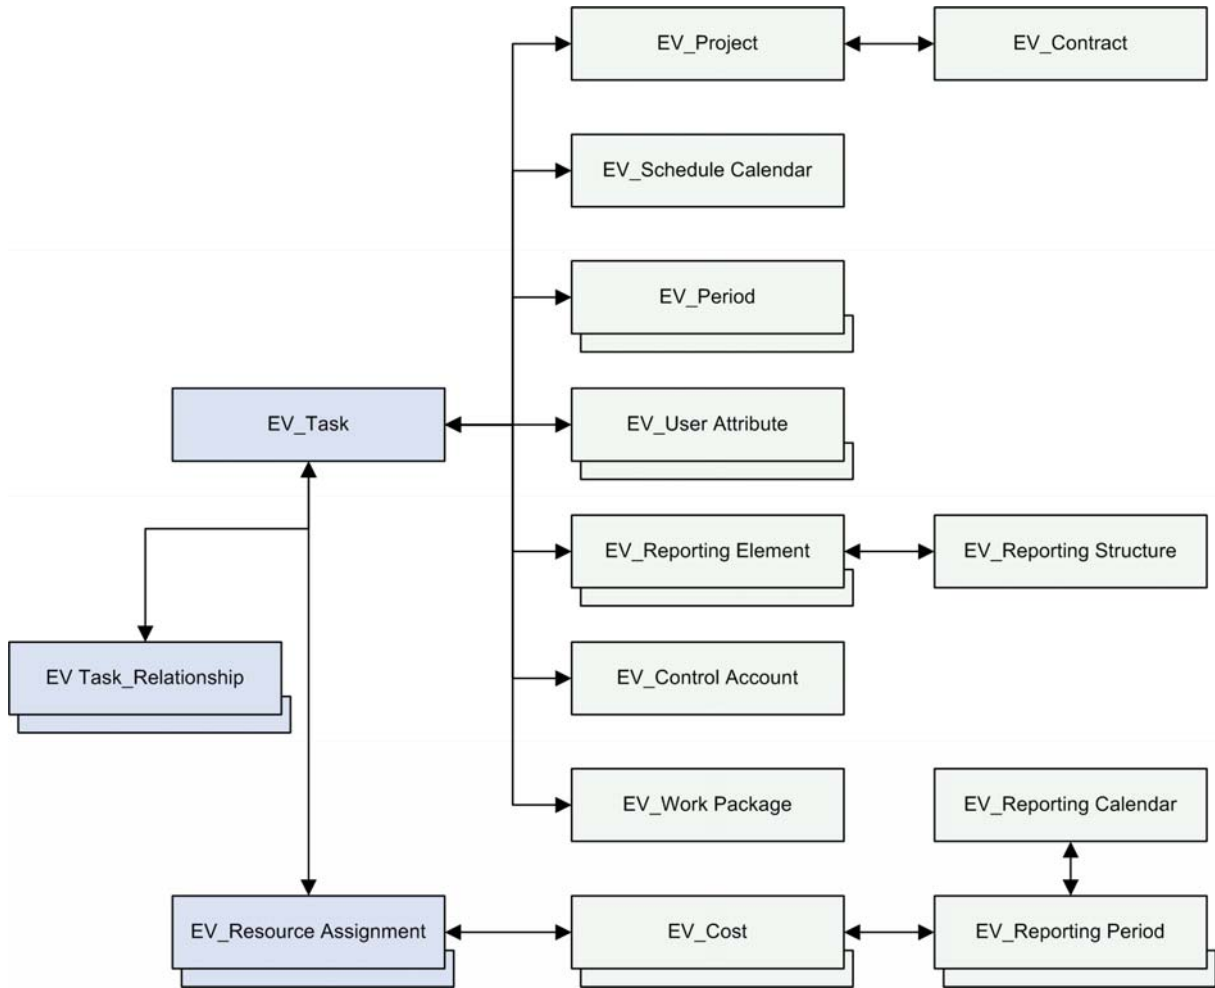 EV_Project
EV_Contract
EV_Schedule Calendar
EV_Period
EV_Task
EV_User Attribute
EV_Reporting Element
EV_Reporting Structure
EV Task_Relationship
EV_Control Account
EV_Work Package
EV_Reporting Calendar
EV_Resource Assignment
EV_Cost
EV_Reporting Period